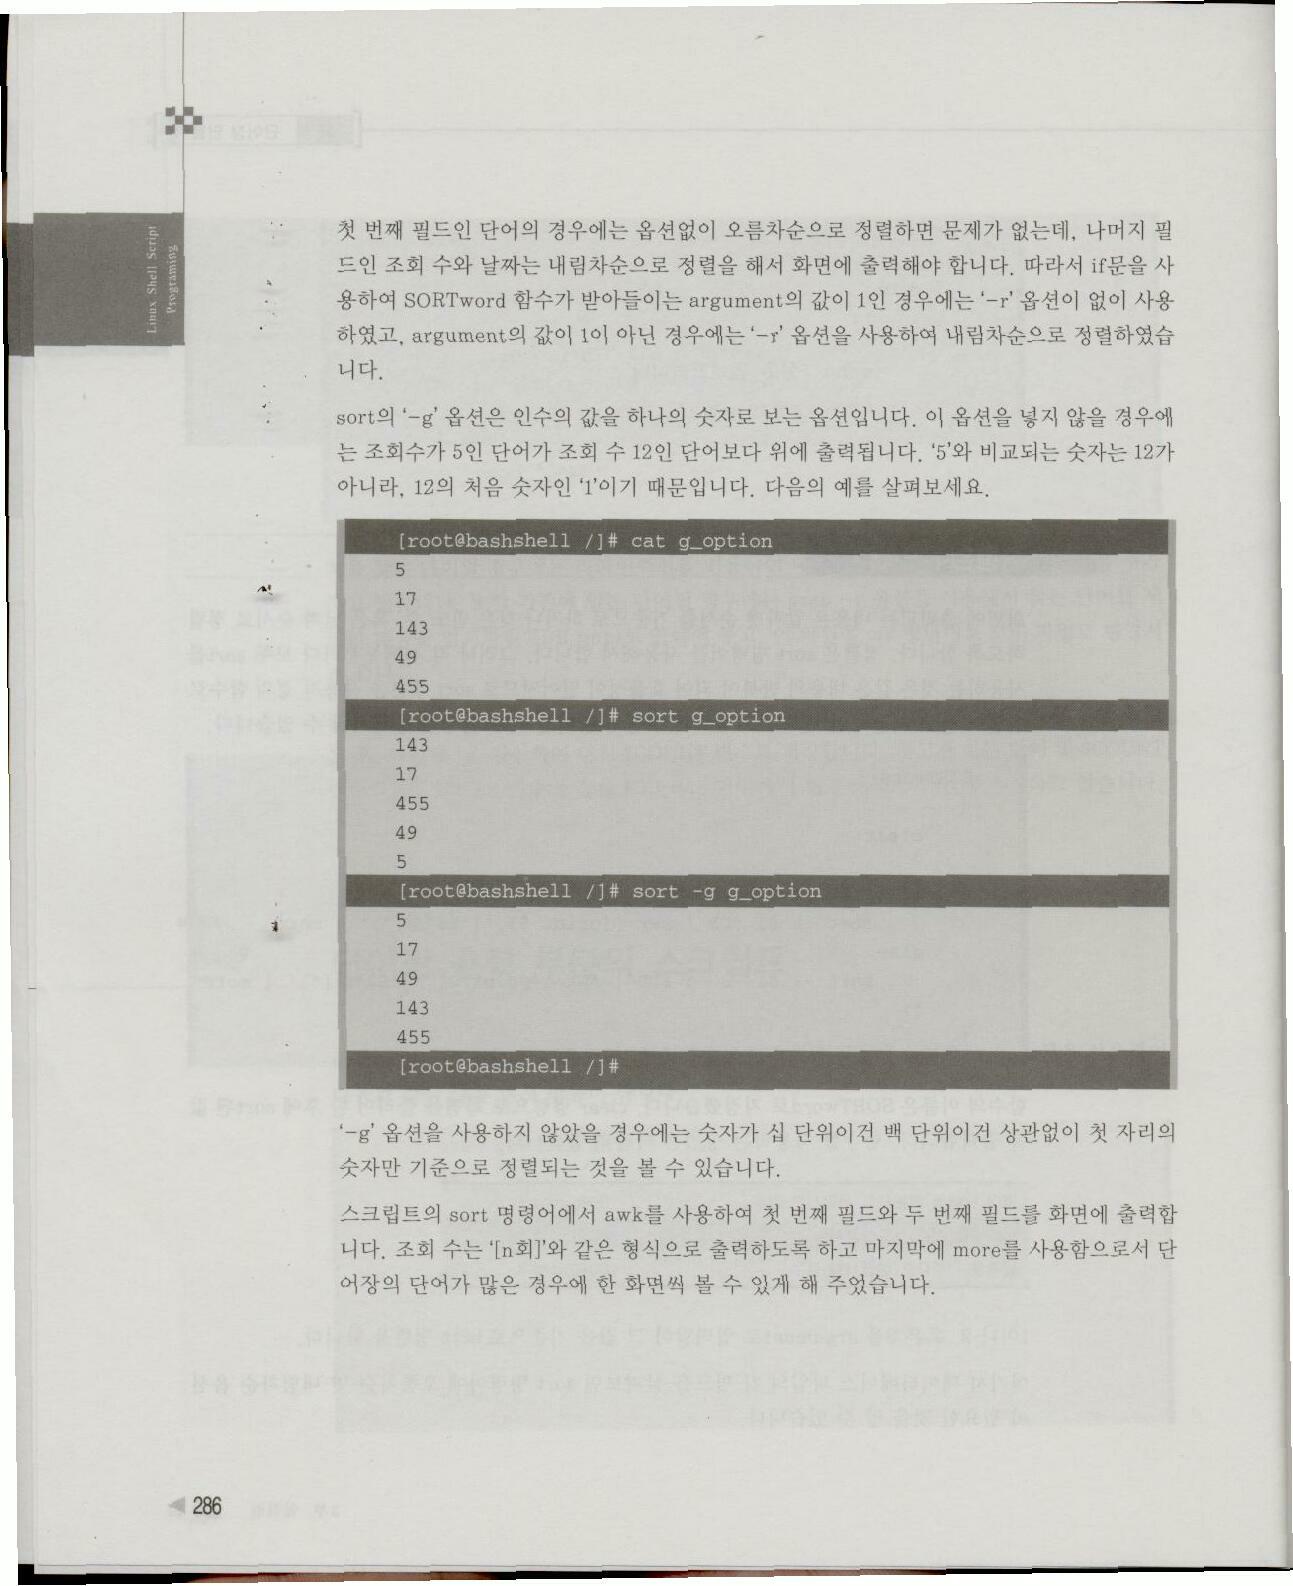 Linux Shell Script
Programing
첫 번째 필드인 단어의 경우에는 옵션없이 오름차순으로 정렬하면 문제가 없는데, 나머지 필
드인 조회 수와 날짜는 내림차순으로 정렬을 해서 화면에 출력해야 합니다. 따라서 if문을 사
용하여 SORTword 함수가 받아들이는 argument의 값이 1인 경우에는 ‘-r’ 옵션이 없이 사용
하였고, argument의 값이 1이 아닌 경우에는 ‘-r’ 옵션을 사용하여 내림차순으로 정렬하였습
니다.
sort의 ‘-g’ 옵션은 인수의 값을 하나의 숫자로 보는 옵션입니다. 이 옵션을 넣지 않을 경우에
는 조회수가 5인 단어가 조회 수 12인 단어보다 위에 출력됩니다. ‘5’와 비교되는 숫자는 12가
아니라, 12의 처음 숫자인 ‘1’이기 때문입니다. 다음의 예를 살펴보세요.
[root@bashshell /]# cat g_option
5
17
143
49
455
[root@bashshell /]# sort g_option
143
17
455
49
5
[root@bashshell /]# sort -g g_option
5
17
49
143
455
[root@bashshell /]#
‘-g’ 옵션을 사용하지 않았을 경우에는 숫자가 십 단위이건 백 단위이건 상관없이 첫 자리의
숫자만 기준으로 정렬되는 것을 볼 수 있습니다.
스크립트의 sort 명령어에서 awk를 사용하여 첫 번째 필드와 두 번째 필드를 화면에 출력합
니다. 조회 수는 ‘[n회]’와 같은 형식으로 출력하도록 하고 마지막에 more를 사용함으로서 단
어장의 단어가 많은 경우에 한 화면씩 볼 수 있게 해 주었습니다.
286